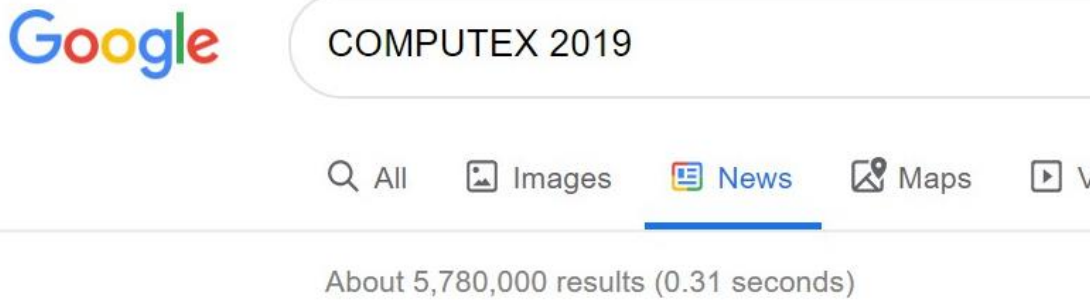 Google
COMPUTEX 2019
All Images News Maps V
About 5,780,000 results (0.31 seconds)